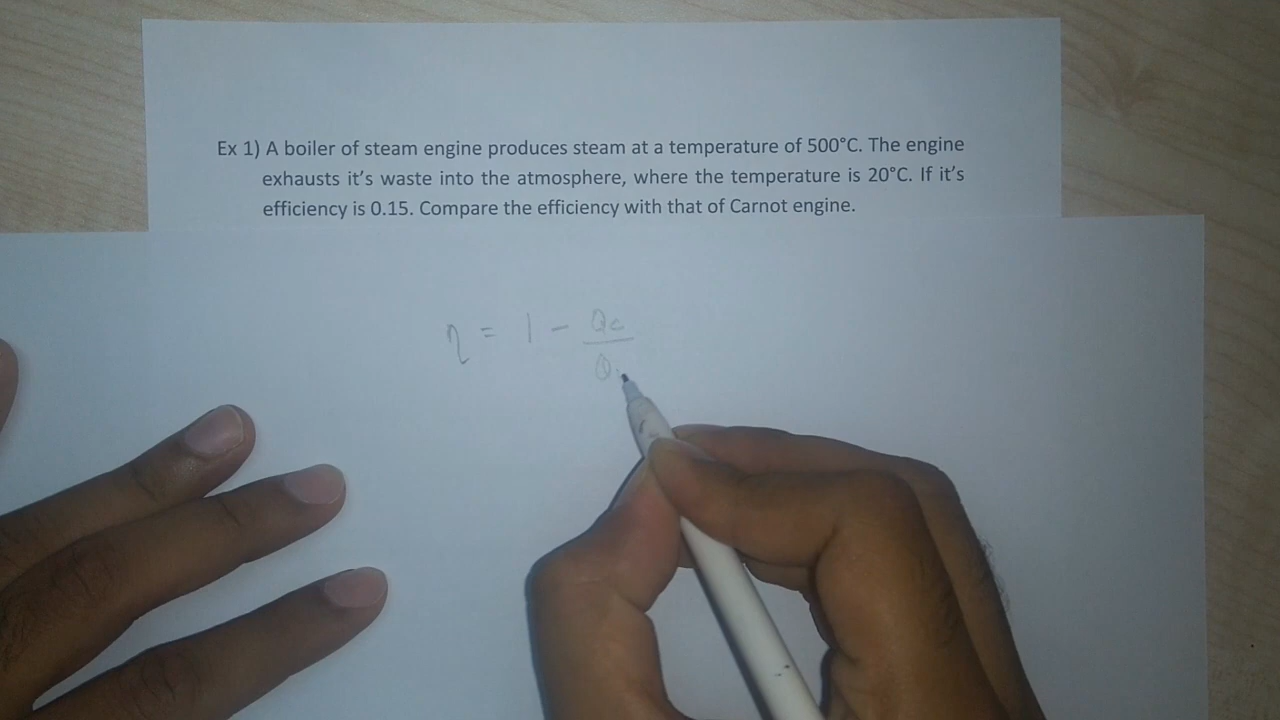 Ex 1) A boiler of steam engine produces steam at a temperature of 500°C. The engine
exhausts it's waste into the atmosphere, where the temperature is 20°C. If it's
efficiency is 0.15. Compare the efficiency with that of Carnot engine.
η = 1 - Qc
Q